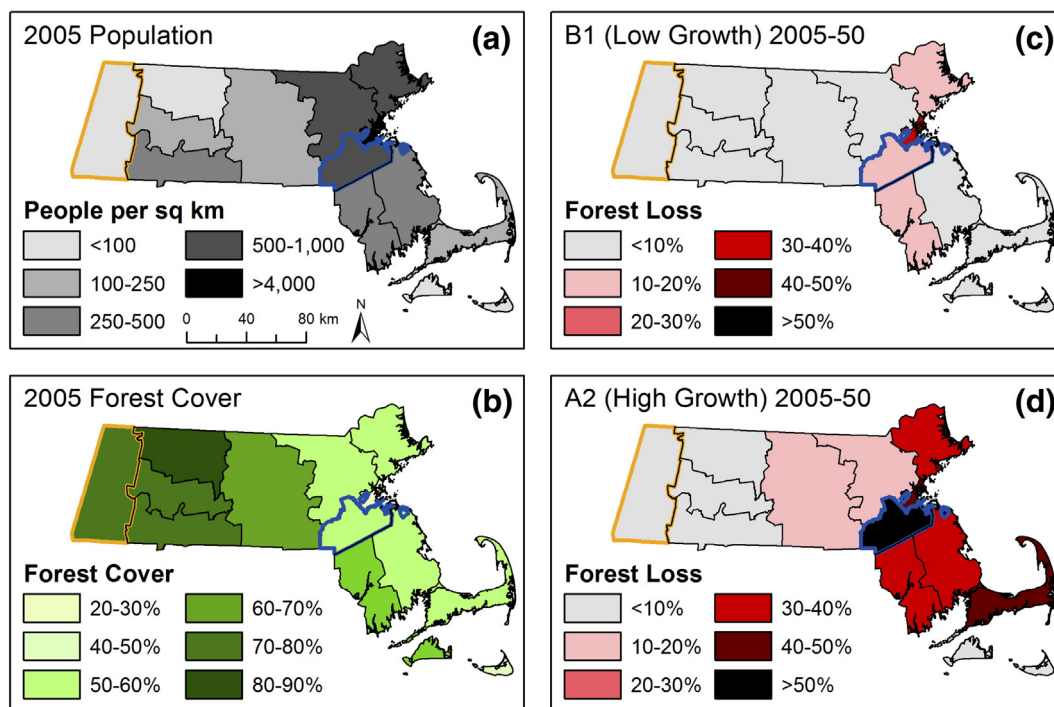 2005 Population (a)
People per sq km
<100
100-250
250-500
500-1,000
>4,000
0 40 80 km
N
2005 Forest Cover (b)
Forest Cover
20-30%
40-50%
50-60%
60-70%
70-80%
80-90%
B1 (Low Growth) 2005-50 (c)
Forest Loss
<10%
10-20%
20-30%
30-40%
40-50%
>50%
A2 (High Growth) 2005-50 (d)
Forest Loss
<10%
10-20%
20-30%
30-40%
40-50%
>50%